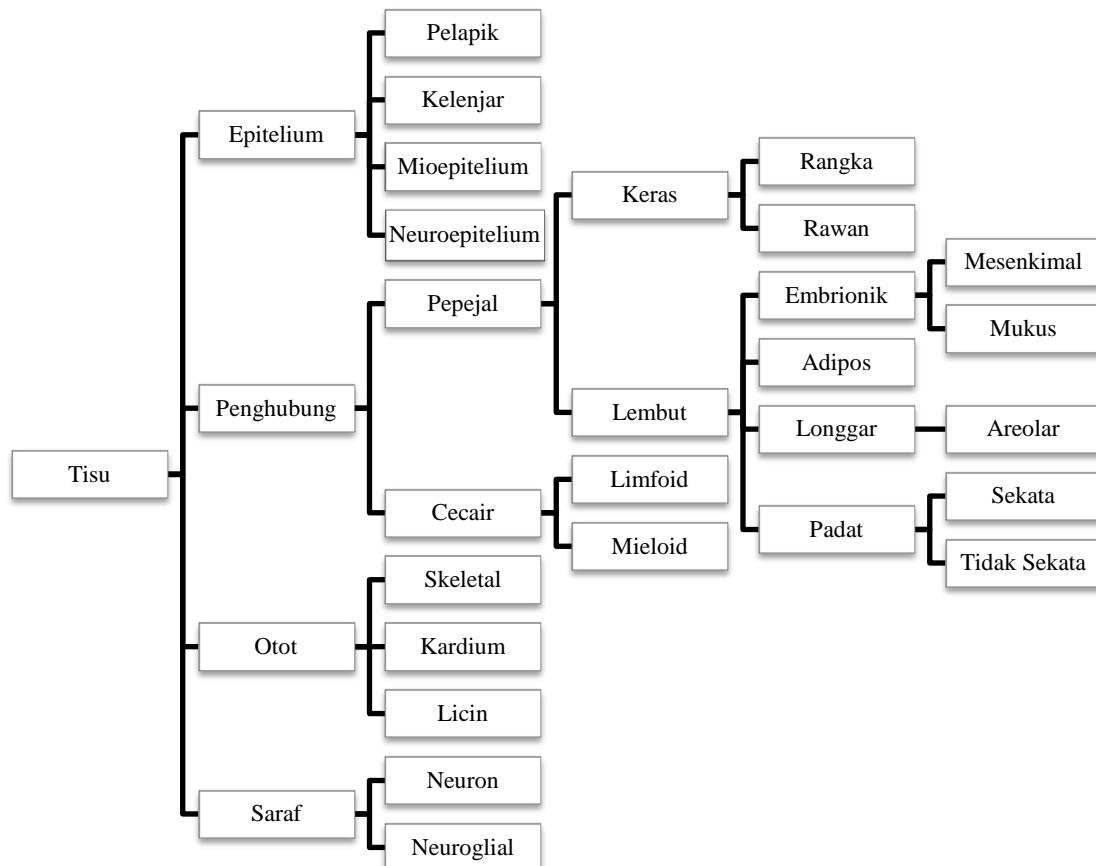 Tisu
Epitelium
Pelapik
Kelenjar
Mioepitelium
Neuroepitelium
Penghubung
Pepejal
Keras
Rangka
Rawan
Lembut
Embrionik
Mesenkimal
Mukus
Adipos
Longgar
Areolar
Padat
Sekata
Tidak Sekata
Cecair
Limfoid
Mieloid
Otot
Skeletal
Kardium
Licin
Saraf
Neuron
Neuroglial